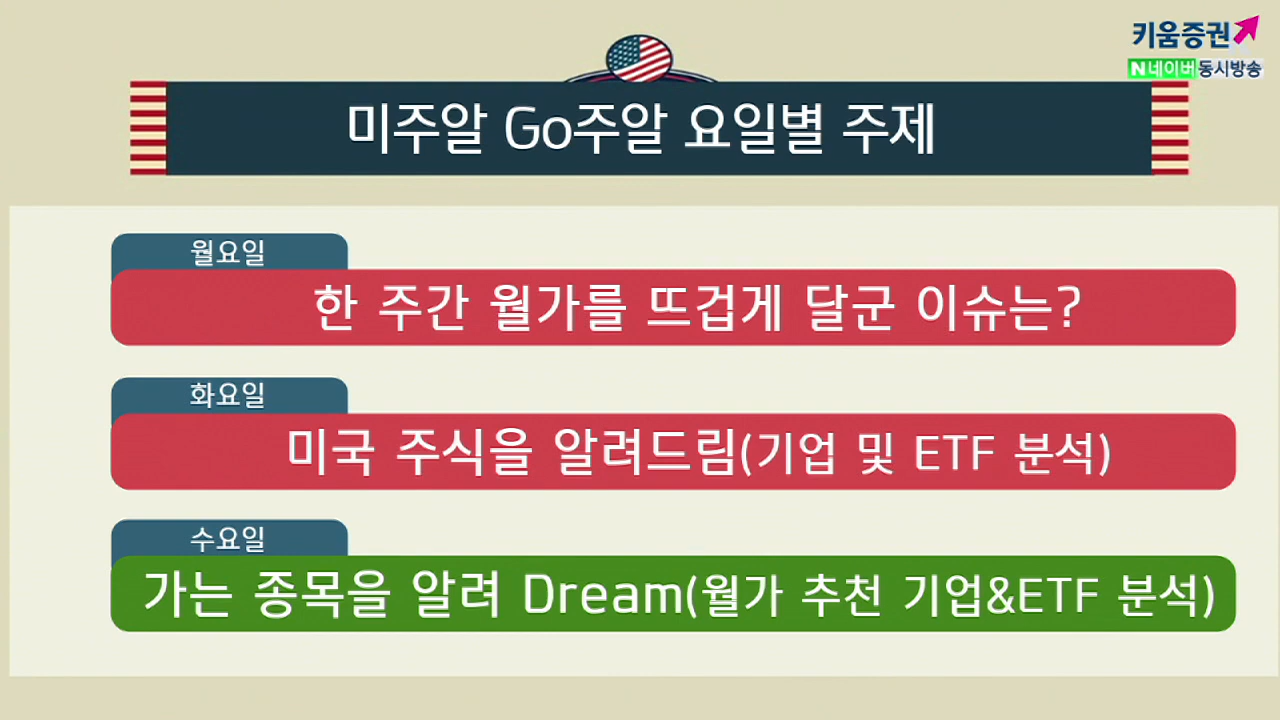 키움증권
N 네이버 동시방송
미주알 Go주알 요일별 주제
월요일
한 주간 월가를 뜨겁게 달군 이슈는?
화요일
미국 주식을 알려드림(기업 및 ETF 분석)
수요일
가는 종목을 알려 Dream(월가 추천 기업&ETF 분석)